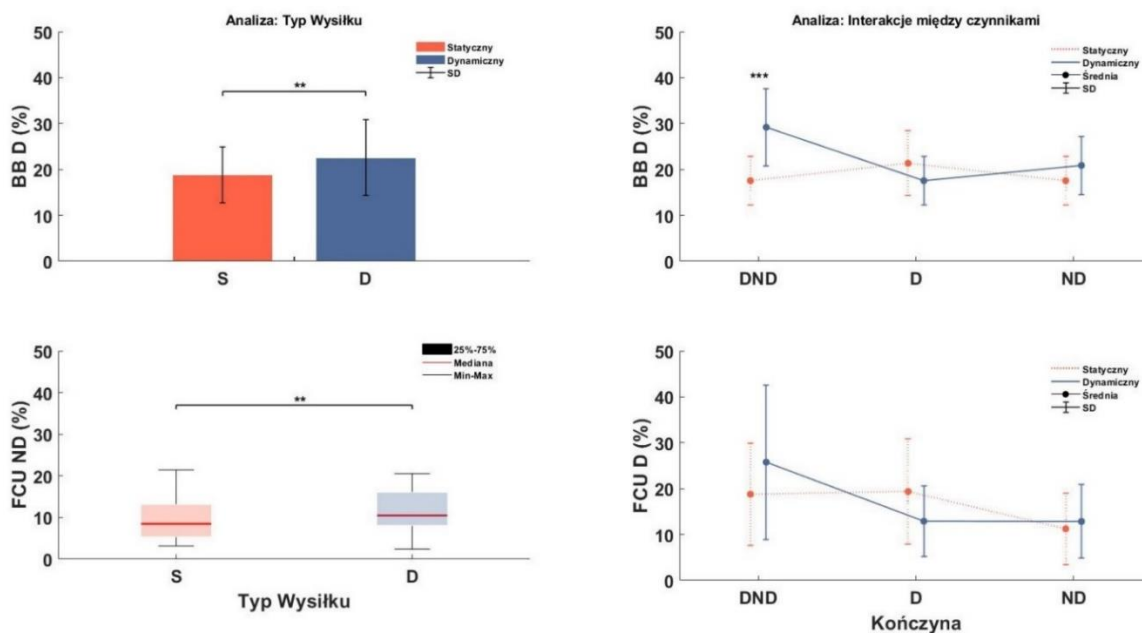 Analiza: Typ Wysiłku
50
40
30
20
10
0
BB D (%)
Statyczny
Dynamiczny
SD
**
S
D
Analiza: Interakcje między czynnikami
50
40
30
20
10
0
BB D (%)
Statyczny
Dynamiczny
Średnia
SD
***
DND
D
ND
50
40
30
20
10
0
FCU ND (%)
25%-75%
Mediana
Min-Max
**
S
D
Typ Wysiłku
50
40
30
20
10
0
FCU D (%)
Statyczny
Dynamiczny
Średnia
SD
DND
D
ND
Kończyna